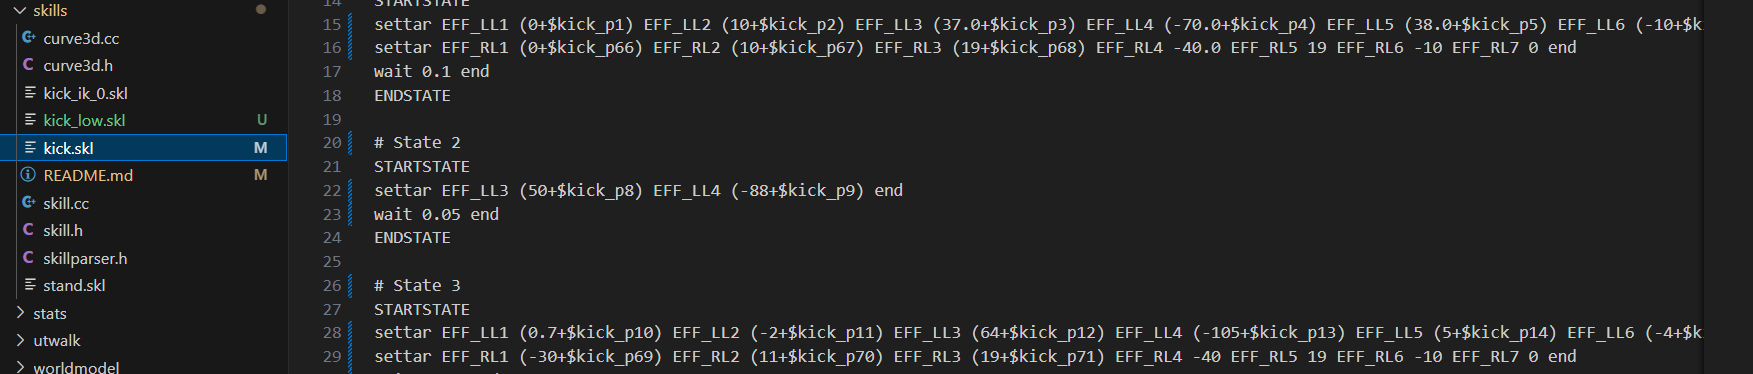 skills
curve3d.cc
curve3d.h
kick_ik_0.skl
kick_low.skl U
kick.skl M
README.md M
skill.cc
skill.h
skillparser.h
stand.skl
stats
utwalk
worldmodel
14 STARTSTATE
15 settar EFF_LL1 (0+$kick_p1) EFF_LL2 (10+$kick_p2) EFF_LL3 (37.0+$kick_p3) EFF_LL4 (-70.0+$kick_p4) EFF_LL5 (38.0+$kick_p5) EFF_LL6 (-10+$k
16 settar EFF_RL1 (0+$kick_p66) EFF_RL2 (10+$kick_p67) EFF_RL3 (19+$kick_p68) EFF_RL4 -40.0 EFF_RL5 19 EFF_RL6 -10 EFF_RL7 0 end
17 wait 0.1 end
18 ENDSTATE
19
20 # State 2
21 STARTSTATE
22 settar EFF_LL3 (50+$kick_p8) EFF_LL4 (-88+$kick_p9) end
23 wait 0.05 end
24 ENDSTATE
25
26 # State 3
27 STARTSTATE
28 settar EFF_LL1 (0.7+$kick_p10) EFF_LL2 (-2+$kick_p11) EFF_LL3 (64+$kick_p12) EFF_LL4 (-105+$kick_p13) EFF_LL5 (5+$kick_p14) EFF_LL6 (-4+$k
29 settar EFF_RL1 (-30+$kick_p69) EFF_RL2 (11+$kick_p70) EFF_RL3 (19+$kick_p71) EFF_RL4 -40 EFF_RL5 19 EFF_RL6 -10 EFF_RL7 0 end